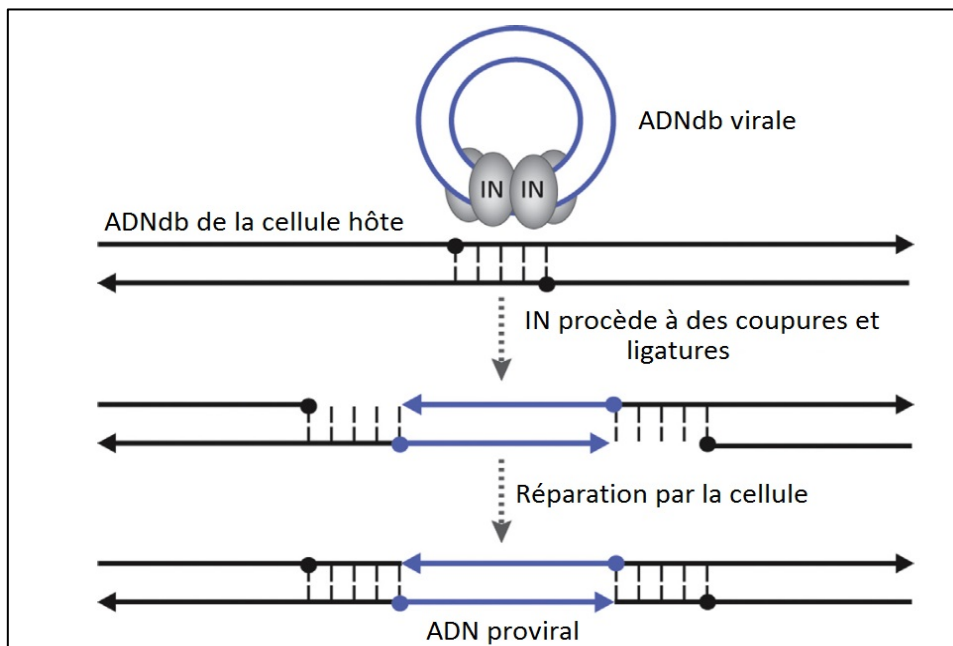 ADNdb virale
IN IN
ADNdb de la cellule hôte
IN procède à des coupures et
ligatures
Réparation par la cellule
ADN proviral